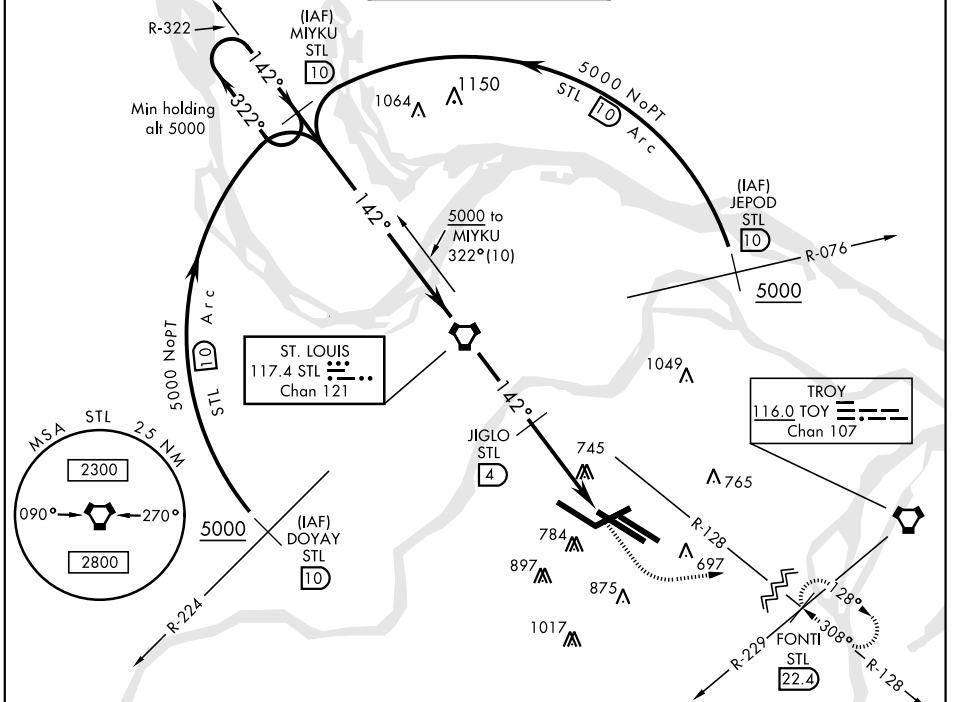 R-322
(IAF)
MIYKU
STL
10
142°
322°
Min holding
alt 5000
1064
1150
5000 NoPT
STL 10 Arc
(IAF)
JEPOD
STL
10
R-076
5000
142°
5000 to
MIYKU
322°(10)
5000 NoPT
STL 10 Arc
ST. LOUIS
117.4 STL
Chan 121
1049
TROY
116.0 TOY
Chan 107
142°
JIGLO
STL
4
745
765
MSA STL 25 NM
2300
090°
270°
2800
5000
(IAF)
DOYAY
STL
10
R-224
R-128
784
697
897
875
1017
128°
308°
R-229
FONTI
STL
22.4
R-128